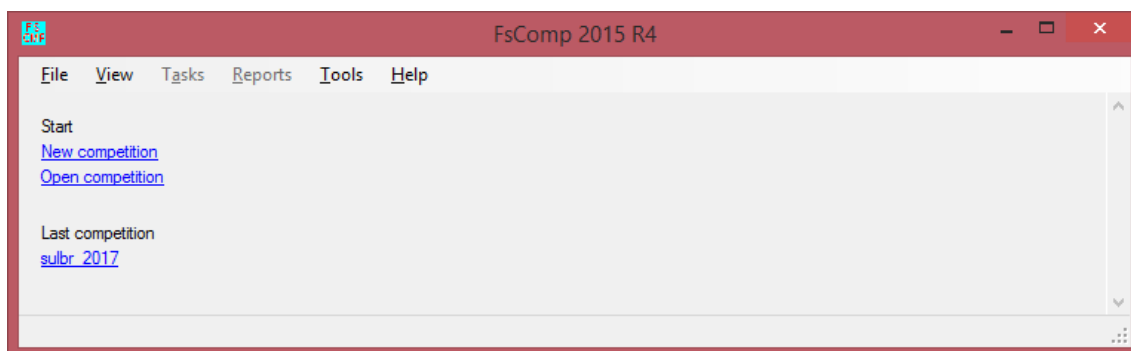 FsComp 2015 R4
File View Tasks Reports Tools Help
Start
New competition
Open competition
Last competition
sulbr_2017